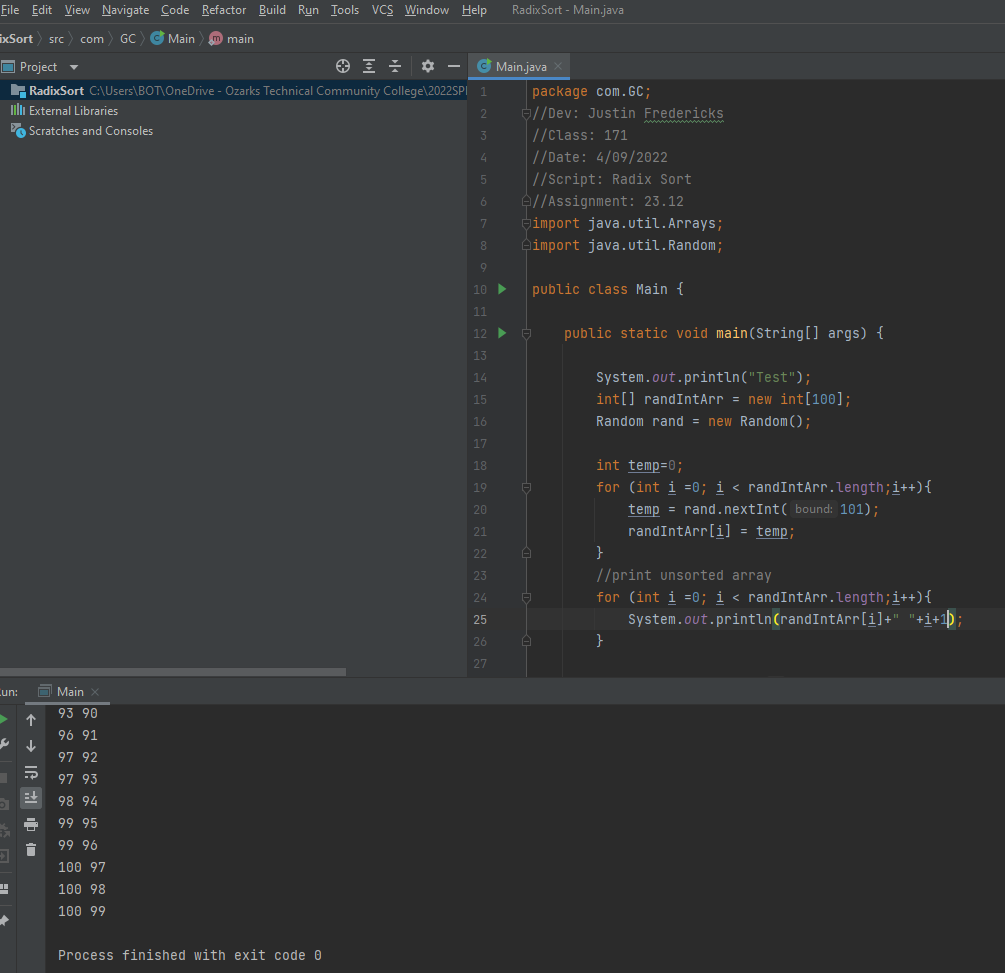 File Edit View Navigate Code Refactor Build Run Tools VCS Window Help RadixSort - Main.java
ixSort src com GC Main main
Project
Main.java
RadixSort C:\Users\BOT\OneDrive - Ozarks Technical Community College\2022SP
External Libraries
Scratches and Consoles
1 package com.GC;
2 //Dev: Justin Fredericks
3 //Class: 171
4 //Date: 4/09/2022
5 //Script: Radix Sort
6 //Assignment: 23.12
7 import java.util.Arrays;
8 import java.util.Random;
9
10 public class Main {
11
12 public static void main(String[] args) {
13
14 System.out.println("Test");
15 int[] randIntArr = new int[100];
16 Random rand = new Random();
17
18 int temp=0;
19 for (int i =0; i < randIntArr.length;i++){
20 temp = rand.nextInt( bound: 101);
21 randIntArr[i] = temp;
22 }
23 //print unsorted array
24 for (int i =0; i < randIntArr.length;i++){
25 System.out.println(randIntArr[i]+" "+i+1);
26 }
27
un: Main
93 90
96 91
97 92
97 93
98 94
99 95
99 96
100 97
100 98
100 99
Process finished with exit code 0